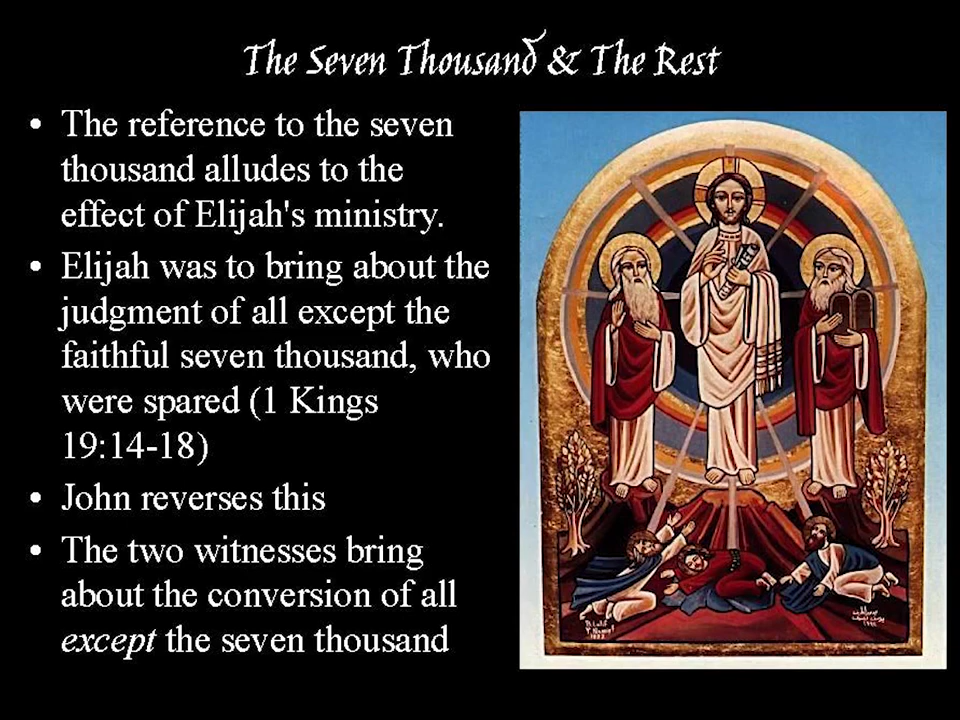 The Seven Thousand & The Rest
• The reference to the seven
thousand alludes to the
effect of Elijah's ministry.
• Elijah was to bring about the
judgment of all except the
faithful seven thousand, who
were spared (1 Kings
19:14-18)
• John reverses this
• The two witnesses bring
about the conversion of all
except the seven thousand